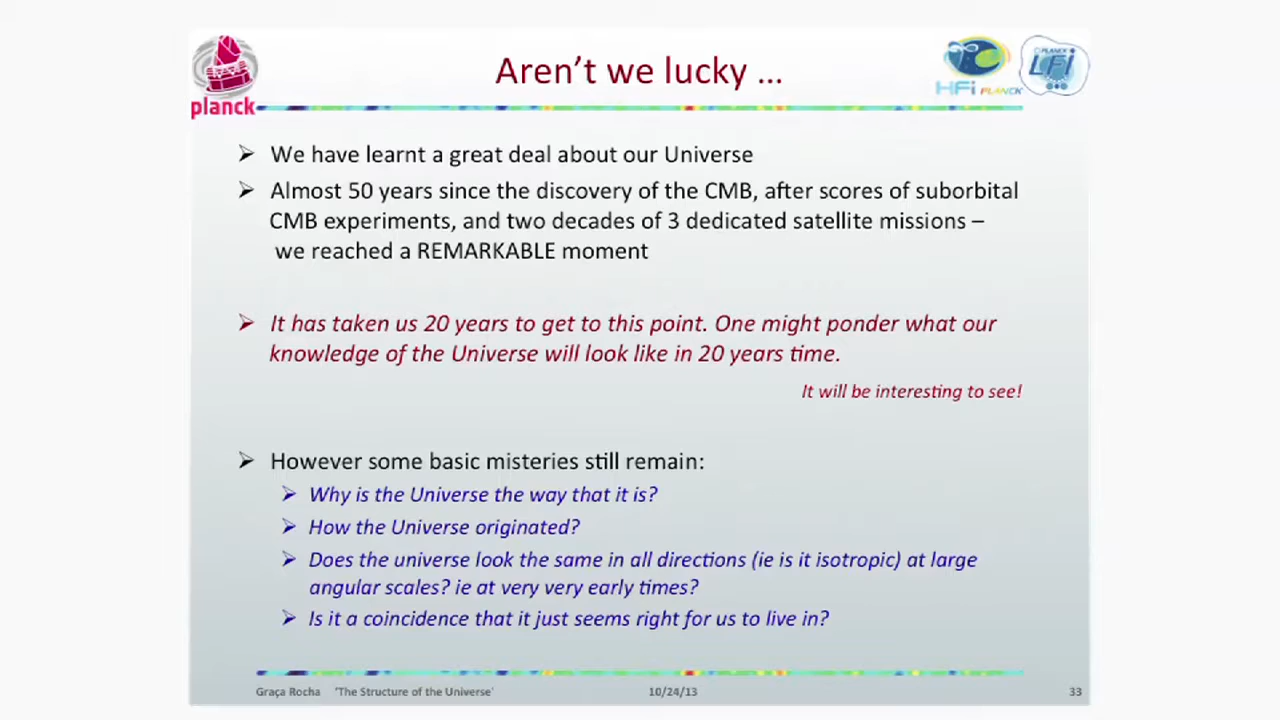 Aren't we lucky …
planck
HFi PLANCK
PLANCK
LFI
➢ We have learnt a great deal about our Universe
➢ Almost 50 years since the discovery of the CMB, after scores of suborbital
CMB experiments, and two decades of 3 dedicated satellite missions –
we reached a REMARKABLE moment
➢ It has taken us 20 years to get to this point. One might ponder what our
knowledge of the Universe will look like in 20 years time.
It will be interesting to see!
➢ However some basic misteries still remain:
➢ Why is the Universe the way that it is?
➢ How the Universe originated?
➢ Does the universe look the same in all directions (ie is it isotropic) at large
angular scales? ie at very very early times?
➢ Is it a coincidence that it just seems right for us to live in?
Graça Rocha 'The Structure of the Universe' 10/24/13 33